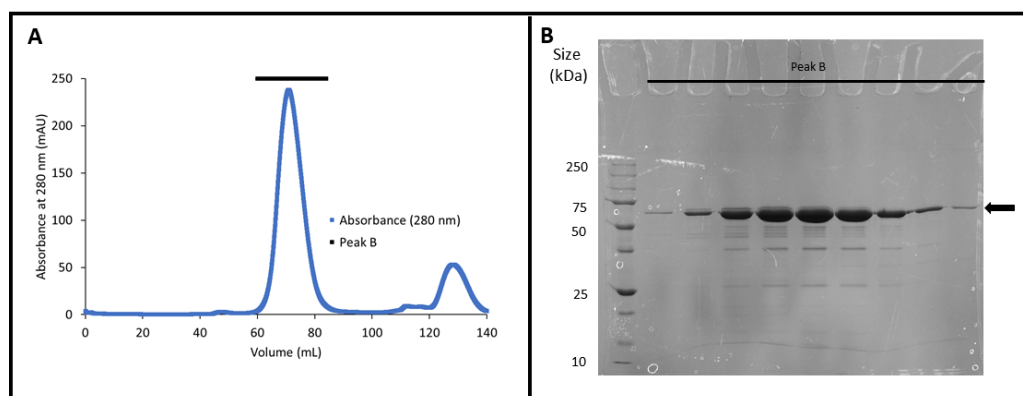 A
250
200
150
100
50
0
0 20 40 60 80 100 120 140
Absorbance at 280 nm (mAU)
Volume (mL)
Absorbance (280 nm)
Peak B
B
Size
(kDa)
Peak B
250
75
50
25
10